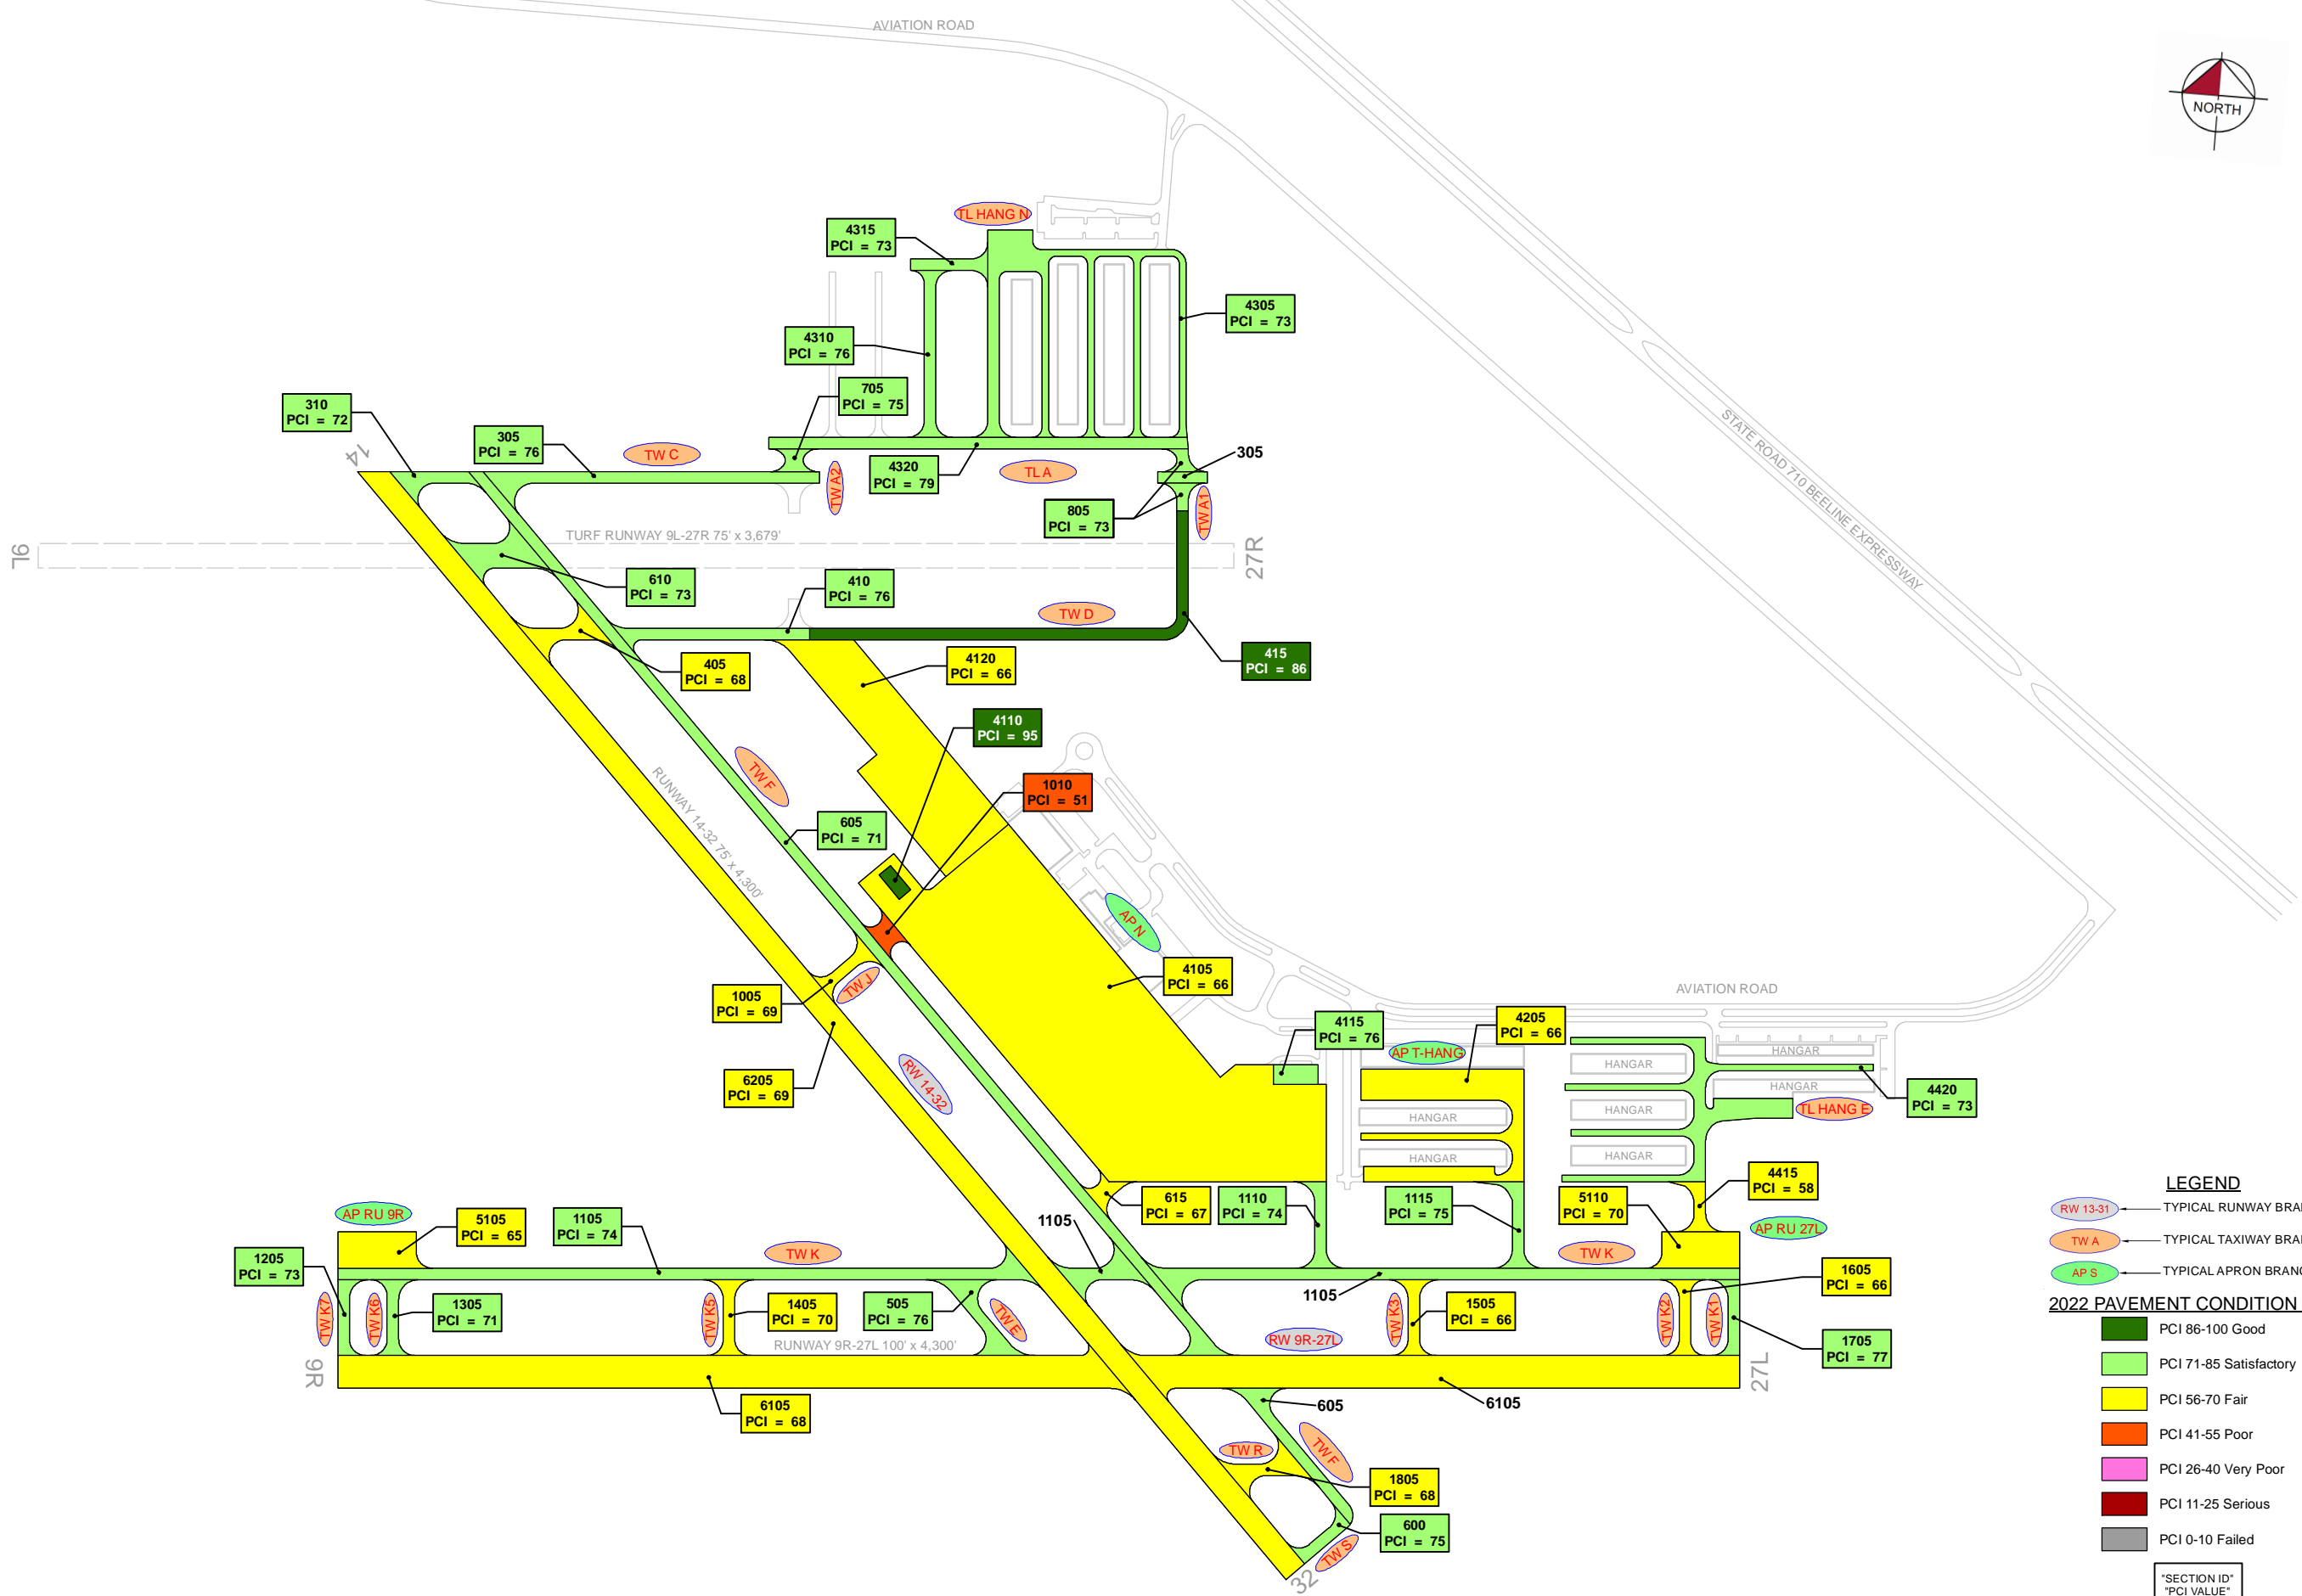 AVIATION ROAD
NORTH
TL HANG N
4315
PCI = 73
4305
PCI = 73
4310
PCI = 76
705
PCI = 75
310
PCI = 72
14
305
PCI = 76
TW C
TW A2
4320
PCI = 79
TL A
305
805
PCI = 73
TW A1
STATE ROAD 710 BEELINE EXPRESSWAY
9L
TURF RUNWAY 9L-27R 75' x 3,679'
27R
610
PCI = 73
410
PCI = 76
TW D
405
PCI = 68
4120
PCI = 66
415
PCI = 86
4110
PCI = 95
TW F
1010
PCI = 51
RUNWAY 14-32 75' x 4,300'
605
PCI = 71
AP N
4105
PCI = 66
1005
PCI = 69
TW J
AVIATION ROAD
4115
PCI = 76
4205
PCI = 66
AP T-HANG
HANGAR
HANGAR
HANGAR
6205
PCI = 69
RW 14-32
4420
PCI = 73
HANGAR
HANGAR
TL HANG E
HANGAR
HANGAR
4415
PCI = 58
LEGEND
AP RU 9R
5105
PCI = 65
1105
PCI = 74
1105
615
PCI = 67
1110
PCI = 74
1115
PCI = 75
5110
PCI = 70
AP RU 27L
RW 13-31
TYPICAL RUNWAY BRA
TW A
TYPICAL TAXIWAY BRA
AP S
TYPICAL APRON BRANC
1205
PCI = 73
TW K
TW K
1605
PCI = 66
TW K7
TW K6
1305
PCI = 71
TW K5
1405
PCI = 70
505
PCI = 76
TW E
1105
RW 9R-27L
TW K3
1505
PCI = 66
TW K2
TW K1
1705
PCI = 77
2022 PAVEMENT CONDITION
PCI 86-100 Good
PCI 71-85 Satisfactory
PCI 56-70 Fair
PCI 41-55 Poor
PCI 26-40 Very Poor
PCI 11-25 Serious
PCI 0-10 Failed
"SECTION ID"
"PCI VALUE"
9R
RUNWAY 9R-27L 100' x 4,300'
27L
6105
PCI = 68
605
6105
TW R
TW F
1805
PCI = 68
600
PCI = 75
TW S
32